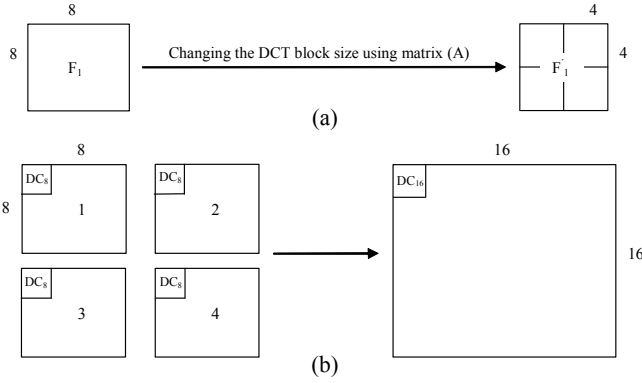 8
4
8
F₁
Changing the DCT block size using matrix (A)
F′₁
4
(a)
8
16
DC₈
DC₈
DC₁₆
8
1
2
16
DC₈
DC₈
3
4
(b)